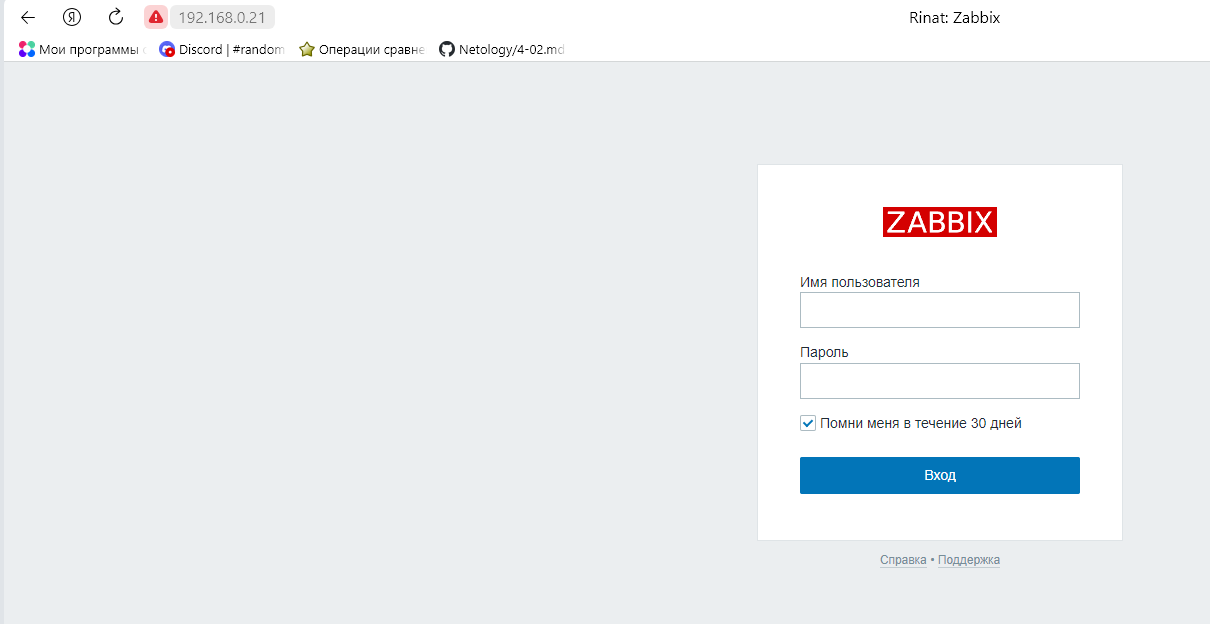 192.168.0.21
Rinat: Zabbix
Мои программы
Discord | #random
Операции сравне
Netology/4-02.md
ZABBIX
Имя пользователя
Пароль
Помни меня в течение 30 дней
Вход
Справка • Поддержка